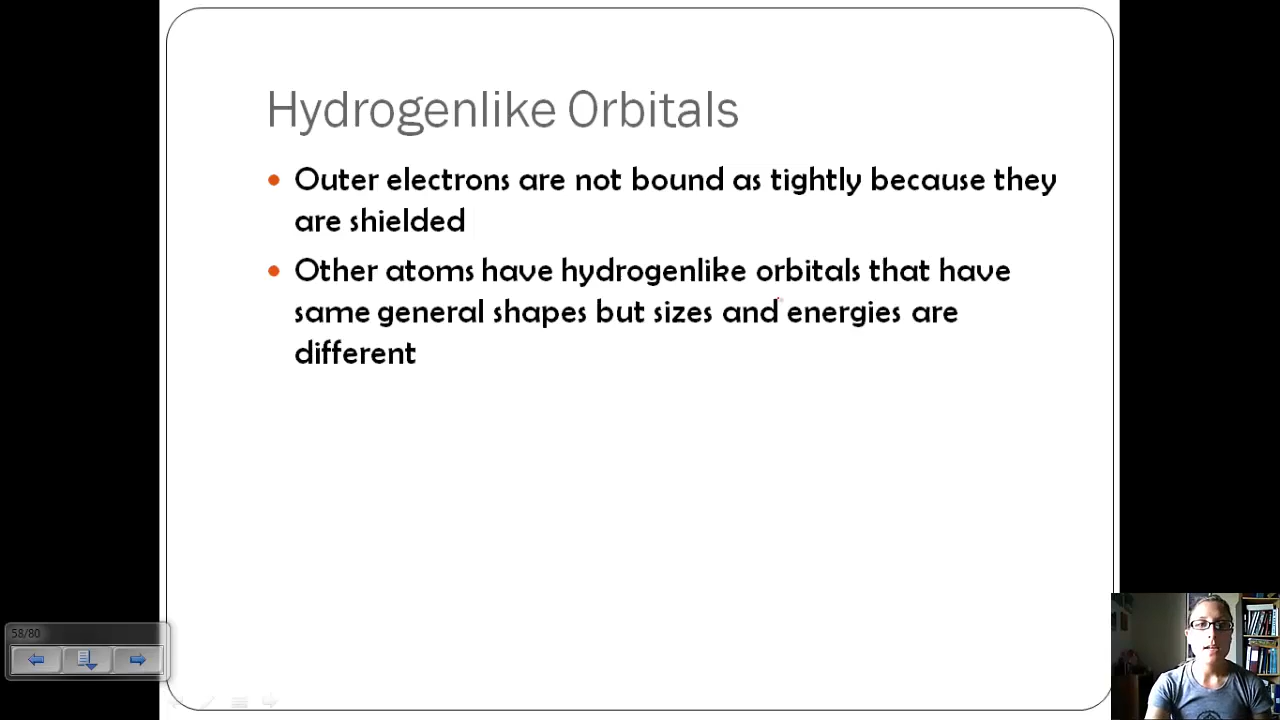 Hydrogenlike Orbitals
• Outer electrons are not bound as tightly because they
are shielded
• Other atoms have hydrogenlike orbitals that have
same general shapes but sizes and energies are
different
58/80